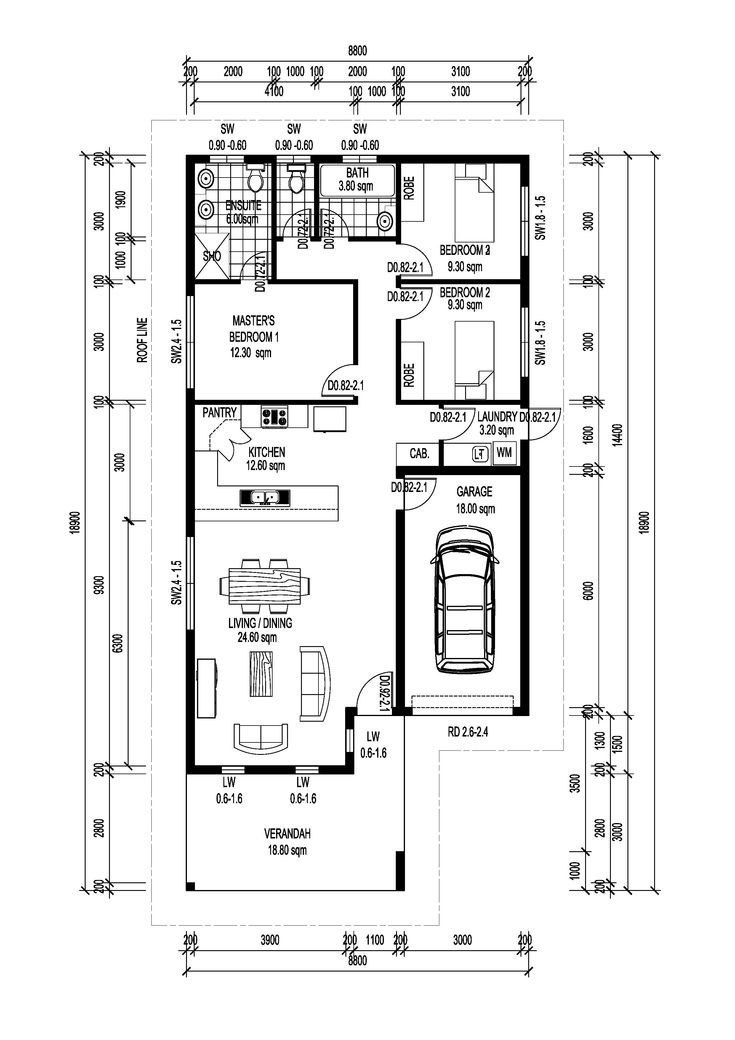 8800
200 2000 100 1000 100 2000 100 3100 200
4100 100 1000 100 3100
SW SW SW
0.90 -0.60 0.90 -0.60 0.90 -0.60
200
1900
3000
100
1000
100
3000
100
3000
18900
9300
6300
200
2800
200
ROOF LINE
ENSUITE
6.00sqm
SHO
D0.72-2.1
D0.72-2.1
D0.72-2.1
BATH
3.80 sqm
ROBE
BEDROOM 3
9.30 sqm
D0.82-2.1
SW1.8 - 1.5
BEDROOM 2
9.30 sqm
D0.82-2.1
ROBE
SW1.8 - 1.5
SW2.4 - 1.5
MASTER'S
BEDROOM 1
12.30 sqm
D0.82-2.1
PANTRY
KITCHEN
12.60 sqm
D0.82-2.1
LAUNDRY
3.20 sqm
D0.82-2.1
CAB.
LT
WM
D0.82-2.1
GARAGE
18.00 sqm
SW2.4 - 1.5
LIVING / DINING
24.60 sqm
D0.92-2.1
RD 2.6-2.4
LW
0.6-1.6
LW
0.6-1.6
LW
0.6-1.6
VERANDAH
18.80 sqm
200
3000
100
3000
100
1600
200
6000
200
14400
18900
1300
1500
200
3500
2800
3000
1000
200
200 3900 200 1100 200 3000 200
8800